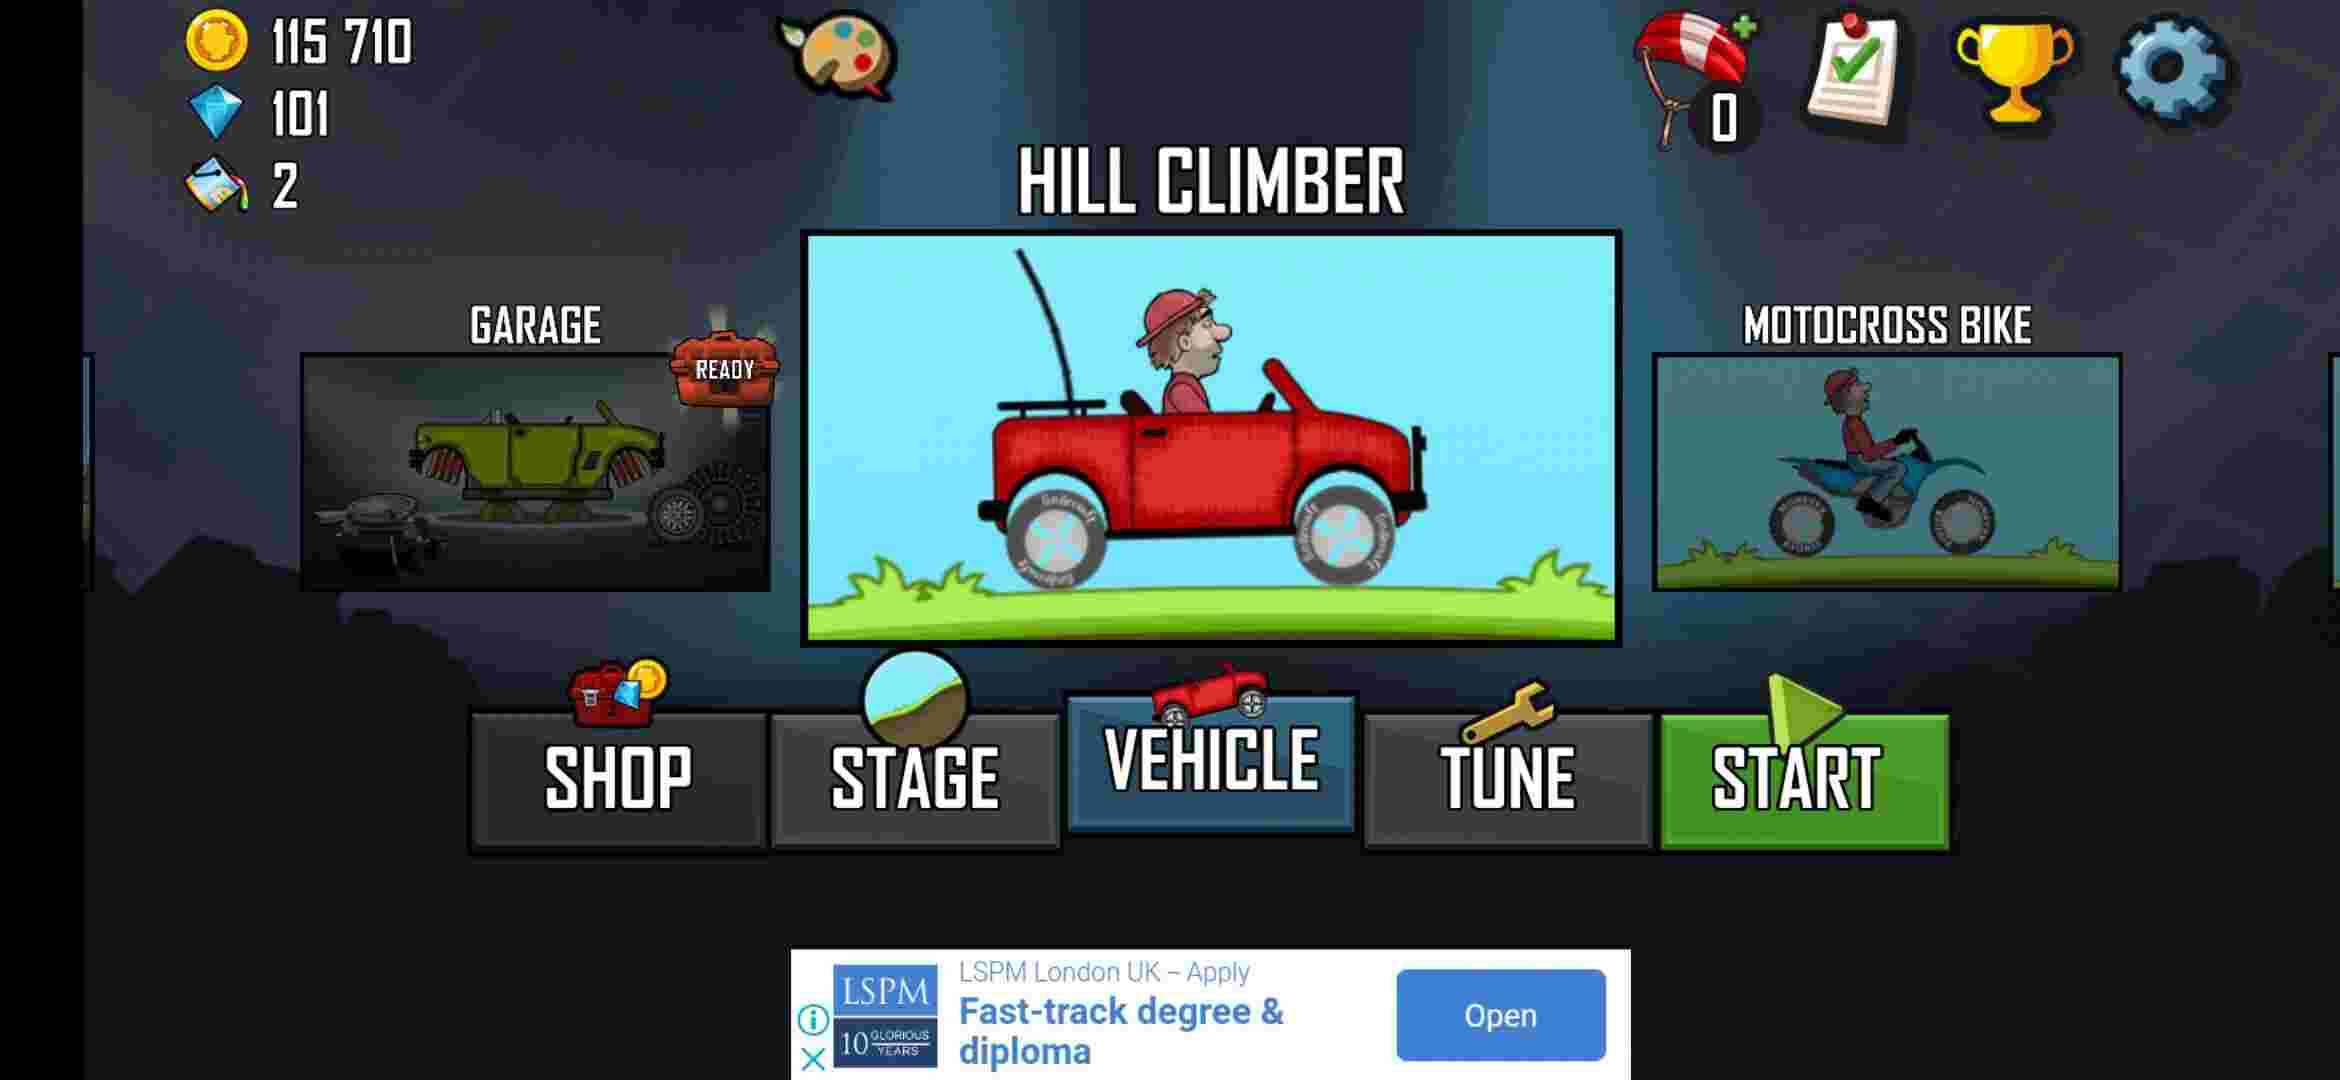 115 710
101
2
0
HILL CLIMBER
GARAGE
READY
MOTOCROSS BIKE
SHOP
STAGE
VEHICLE
TUNE
START
LSPM
10 GLORIOUS YEARS
LSPM London UK – Apply
Fast-track degree &
diploma
Open